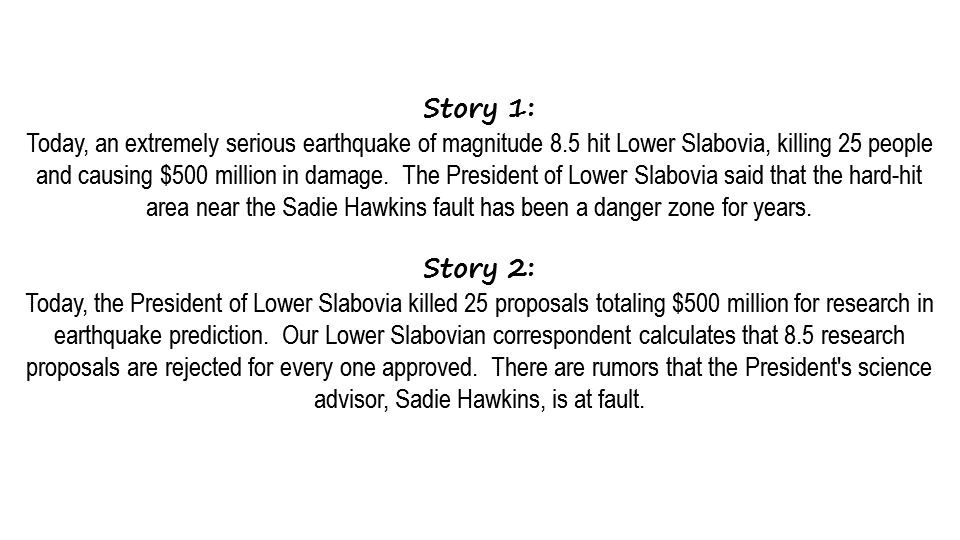 Story 1:
Today, an extremely serious earthquake of magnitude 8.5 hit Lower Slabovia, killing 25 people
and causing $500 million in damage.  The President of Lower Slabovia said that the hard-hit
area near the Sadie Hawkins fault has been a danger zone for years.
Story 2:
Today, the President of Lower Slabovia killed 25 proposals totaling $500 million for research in
earthquake prediction.  Our Lower Slabovian correspondent calculates that 8.5 research
proposals are rejected for every one approved.  There are rumors that the President's science
advisor, Sadie Hawkins, is at fault.